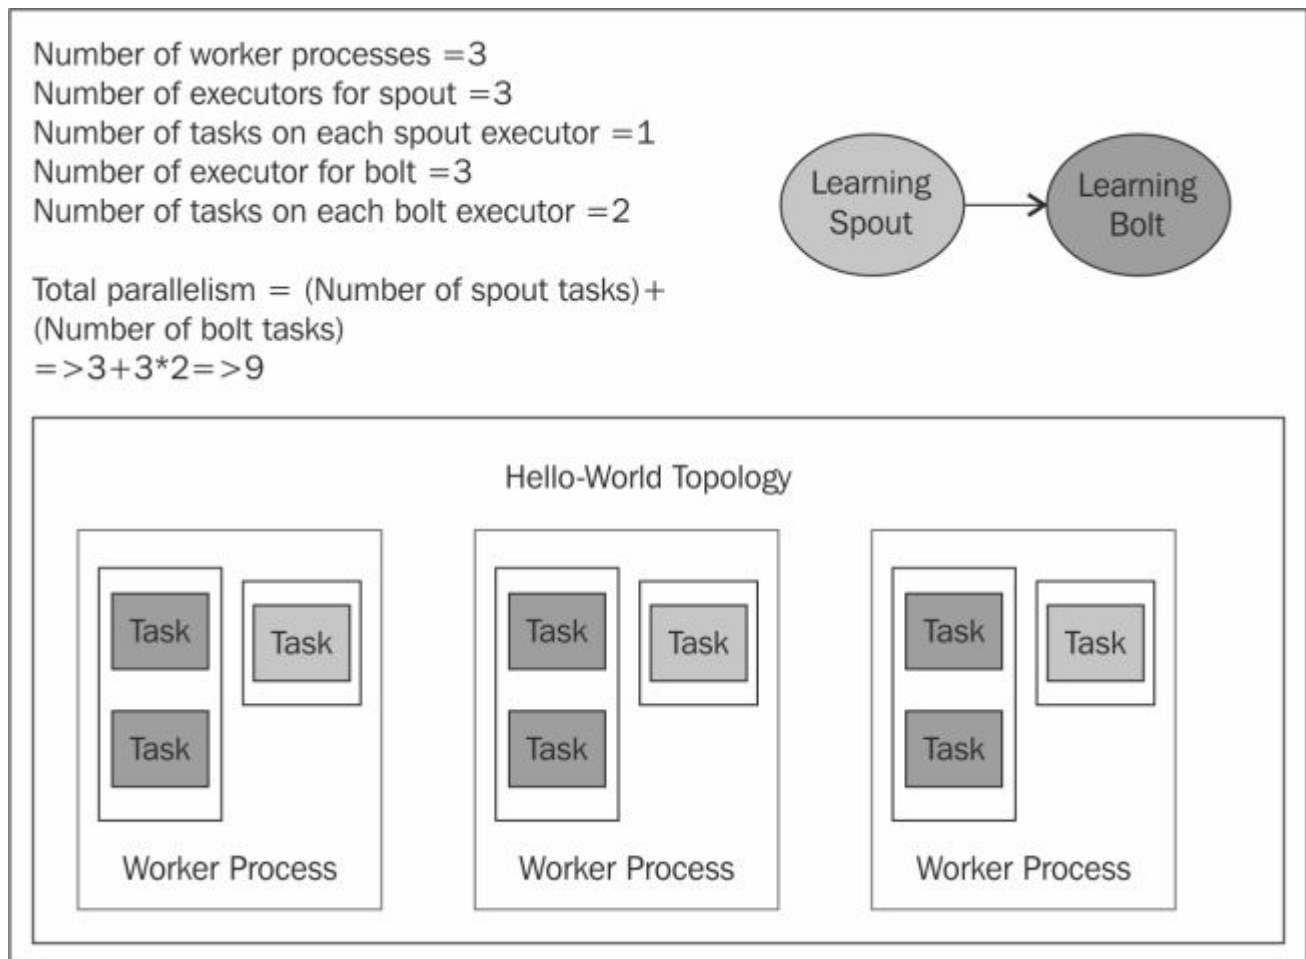 Number of worker processes =3
Number of executors for spout =3
Number of tasks on each spout executor =1
Number of executor for bolt =3
Number of tasks on each bolt executor =2
Total parallelism = (Number of spout tasks)+
(Number of bolt tasks)
=>3+3*2=>9
Learning
Spout
Learning
Bolt
Hello-World Topology
Task
Task
Task
Worker Process
Task
Task
Task
Worker Process
Task
Task
Task
Worker Process